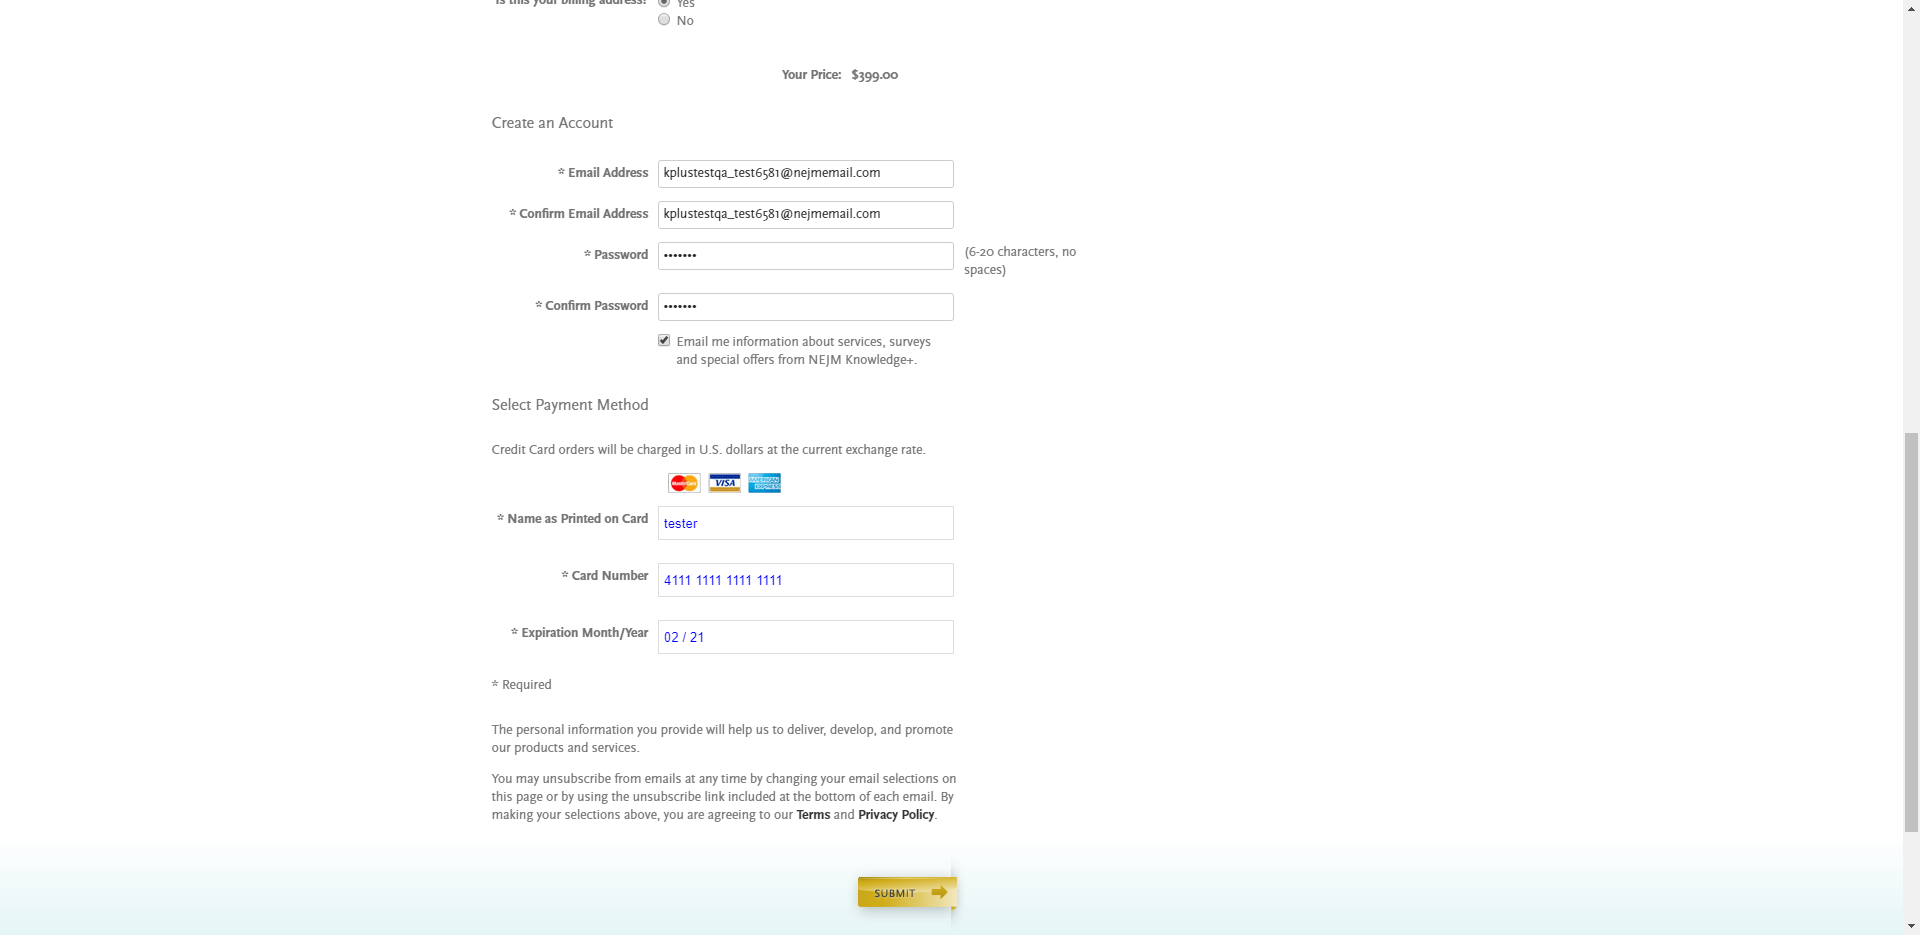 Is this your billing address?
Yes
No
Your Price: $399.00
Create an Account
* Email Address kplustestqa_test6581@nejmemail.com
* Confirm Email Address kplustestqa_test6581@nejmemail.com
* Password ••••••• (6-20 characters, no
spaces)
* Confirm Password •••••••
Email me information about services, surveys
and special offers from NEJM Knowledge+.
Select Payment Method
Credit Card orders will be charged in U.S. dollars at the current exchange rate.
MasterCard VISA AMERICAN EXPRESS
* Name as Printed on Card tester
* Card Number 4111 1111 1111 1111
* Expiration Month/Year 02 / 21
* Required
The personal information you provide will help us to deliver, develop, and promote
our products and services.
You may unsubscribe from emails at any time by changing your email selections on
this page or by using the unsubscribe link included at the bottom of each email. By
making your selections above, you are agreeing to our Terms and Privacy Policy.
SUBMIT